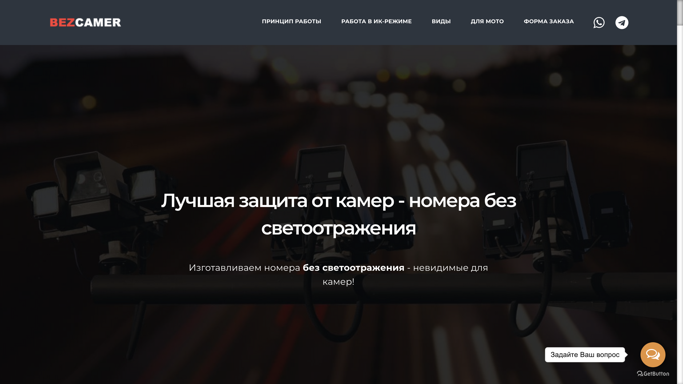 BEZCAMER
ПРИНЦИП РАБОТЫ
РАБОТА В ИК-РЕЖИМЕ
ВИДЫ
ДЛЯ МОТО
ФОРМА ЗАКАЗА
Лучшая защита от камер - номера без
светоотражения
Изготавливаем номера без светоотражения - невидимые для
камер!
Задайте Ваш вопрос
GetButton